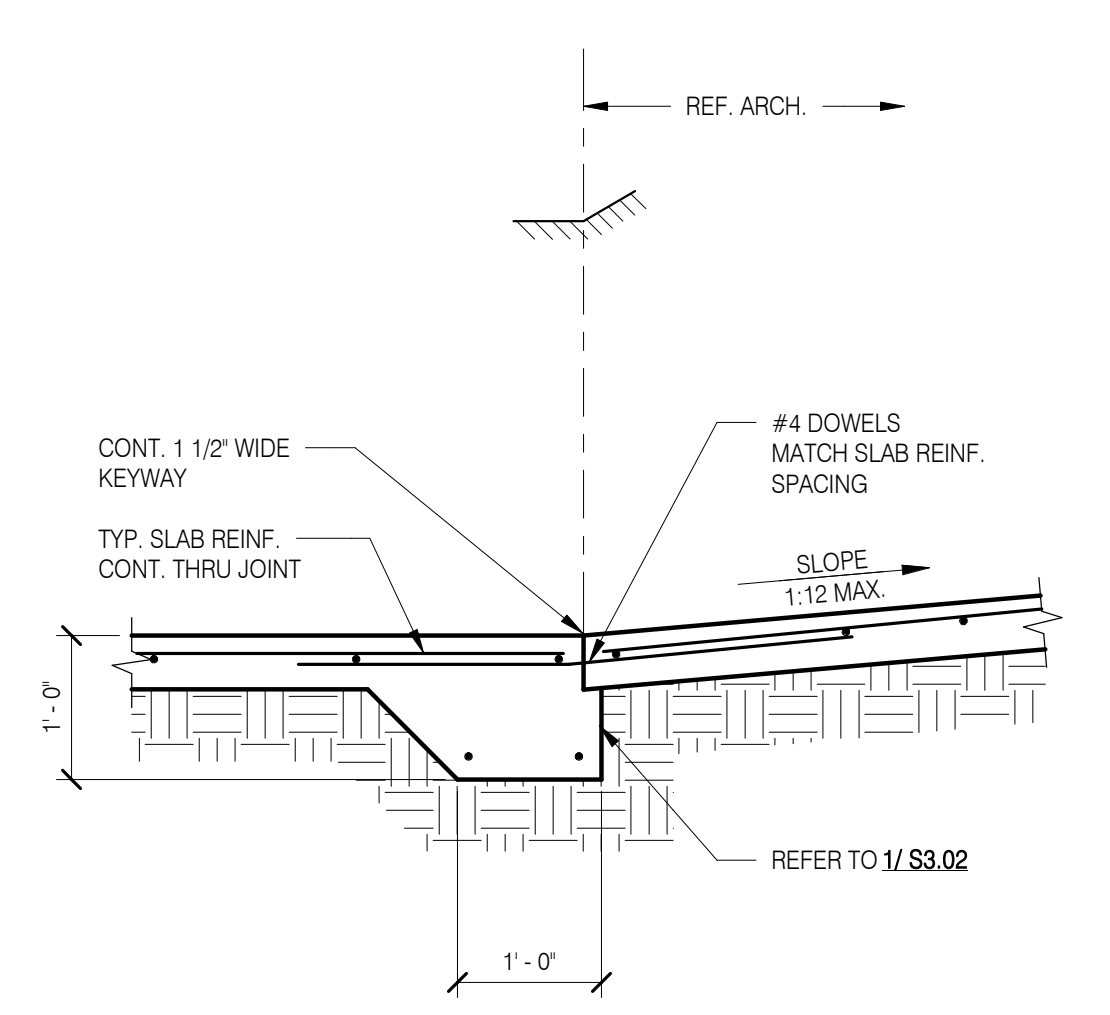 REF. ARCH.
#4 DOWELS
MATCH SLAB REINF.
SPACING
CONT. 1 1/2" WIDE
KEYWAY
TYP. SLAB REINF.
CONT. THRU JOINT
SLOPE
1:12 MAX.
1' - 0"
REFER TO 1/ S3.02
1' - 0"